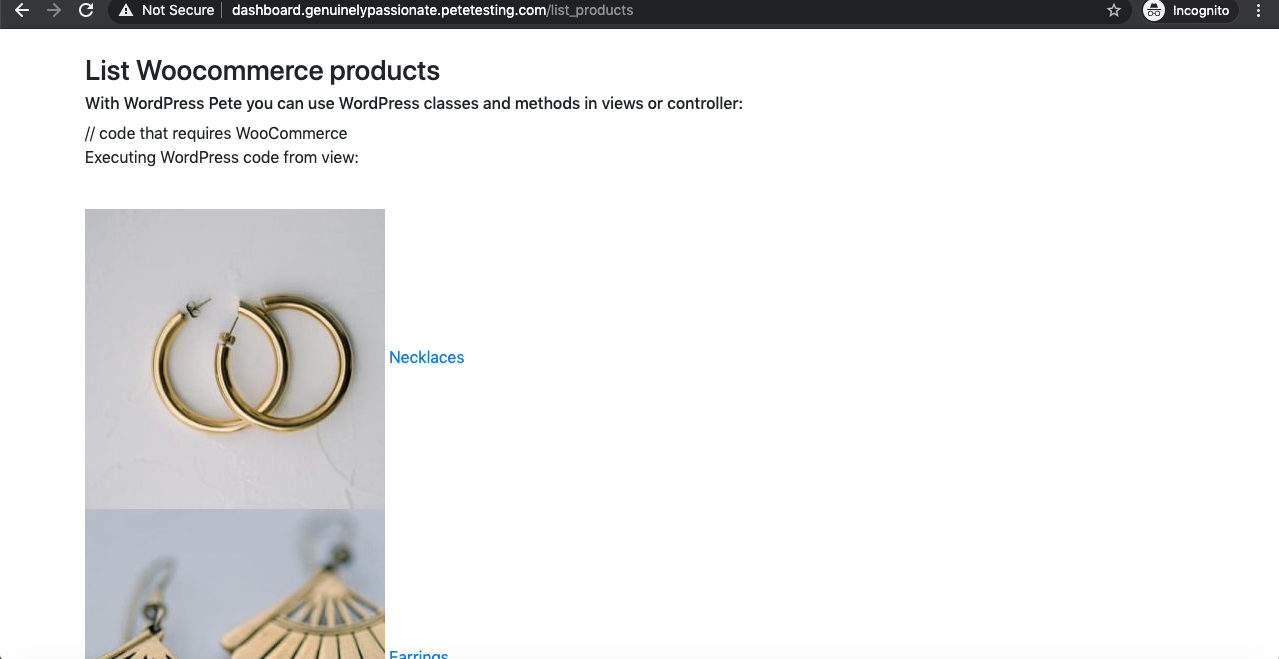 Not Secure
dashboard.genuinelypassionate.petetesting.com/list_products
Incognito
List Woocommerce products
With WordPress Pete you can use WordPress classes and methods in views or controller:
// code that requires WooCommerce
Executing WordPress code from view:
Necklaces
Earrings